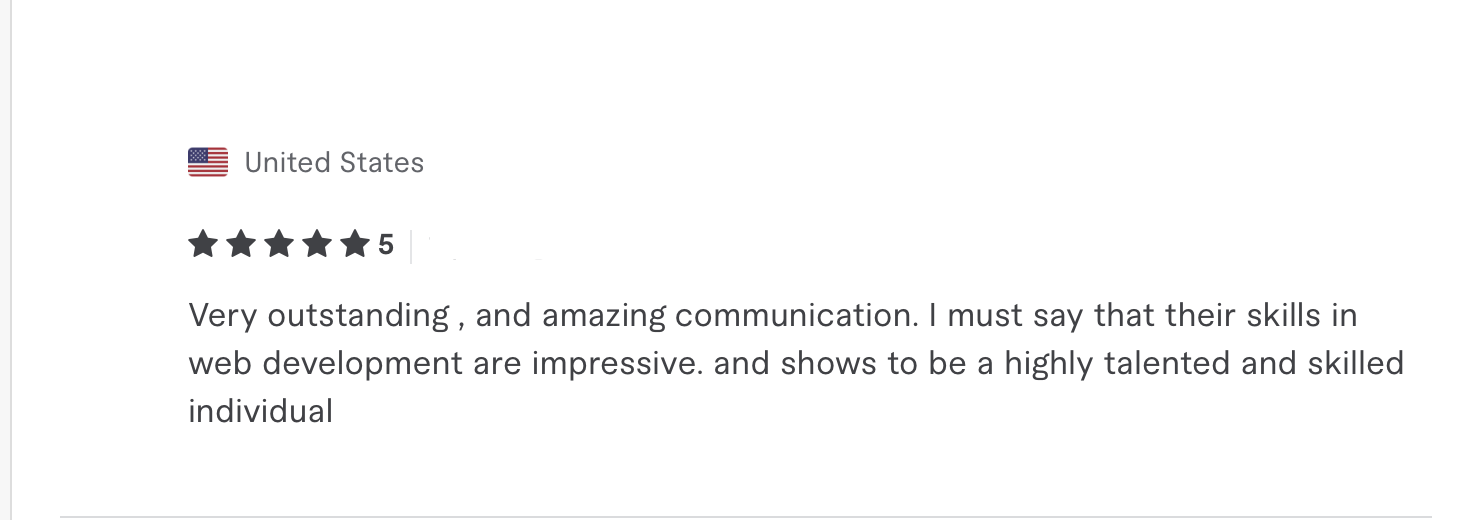 United States
5
Very outstanding , and amazing communication. I must say that their skills in
web development are impressive. and shows to be a highly talented and skilled
individual